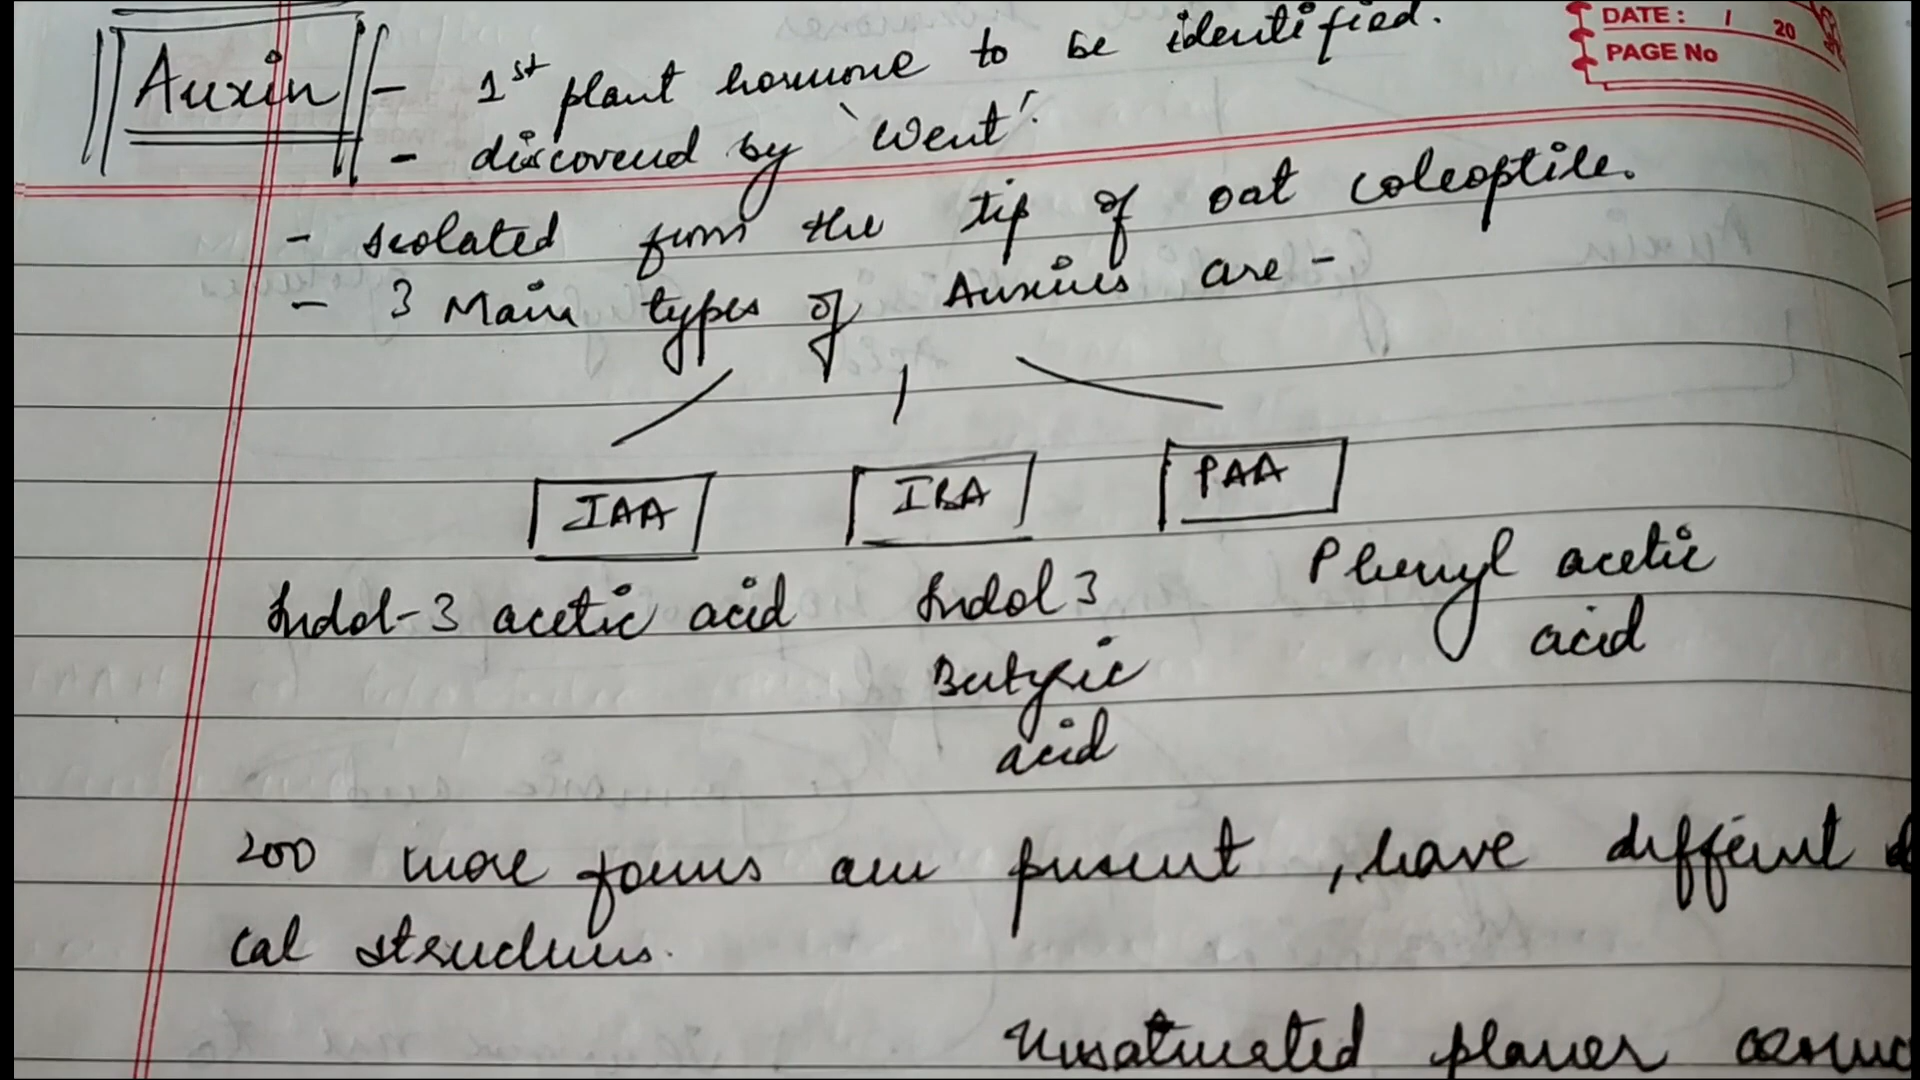 DATE: / 20
PAGE No
Auxin - 1st plant hormone to be identified.
- discovered by 'Went'.
- isolated from the tip of oat coleoptile.
- 3 Main types of Auxins are -
IAA IBA PAA
Indol-3 acetic acid Indol 3 Butyric acid Phenyl acetic acid
200 more forms are present, have different
cal structures.
Unsaturated planer